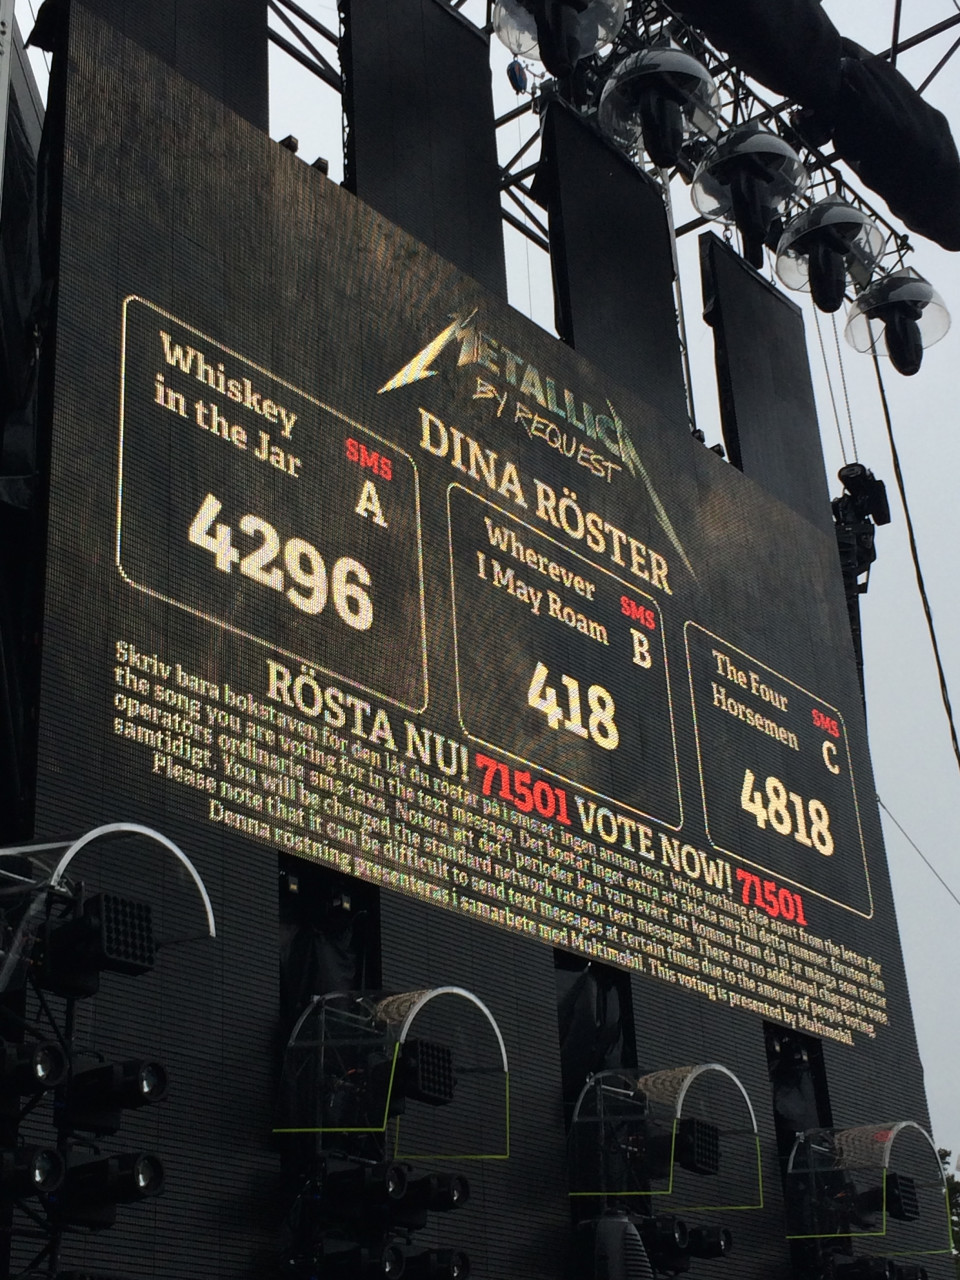 METALLICA
BY REQUEST
DINA RÖSTER
Whiskey
in the Jar
SMS
A
4296
Wherever
I May Roam
SMS
B
418
The Four
Horsemen
SMS
C
4818
RÖSTA NU! 71501 VOTE NOW! 71501
Skriv bara bokstaven för den låt du röstar på i sms:et, ingen annan text. Write nothing else apart from the letter for
the song you are voting for in the text message. Det kostar inget extra att skicka sms till detta nummer förutom din
operatörs ordinarie sms-taxa. Notera att det i perioder kan vara svårt att komma fram då ni är många som röstar
samtidigt. You will be charged the standard network rate for text messages. There are no additional charges to vote.
Please note that it can be difficult to send text messages at certain times due to the amount of people voting.
Denna röstning presenteras i samarbete med Multimobil. This voting is presented by Multimobil.